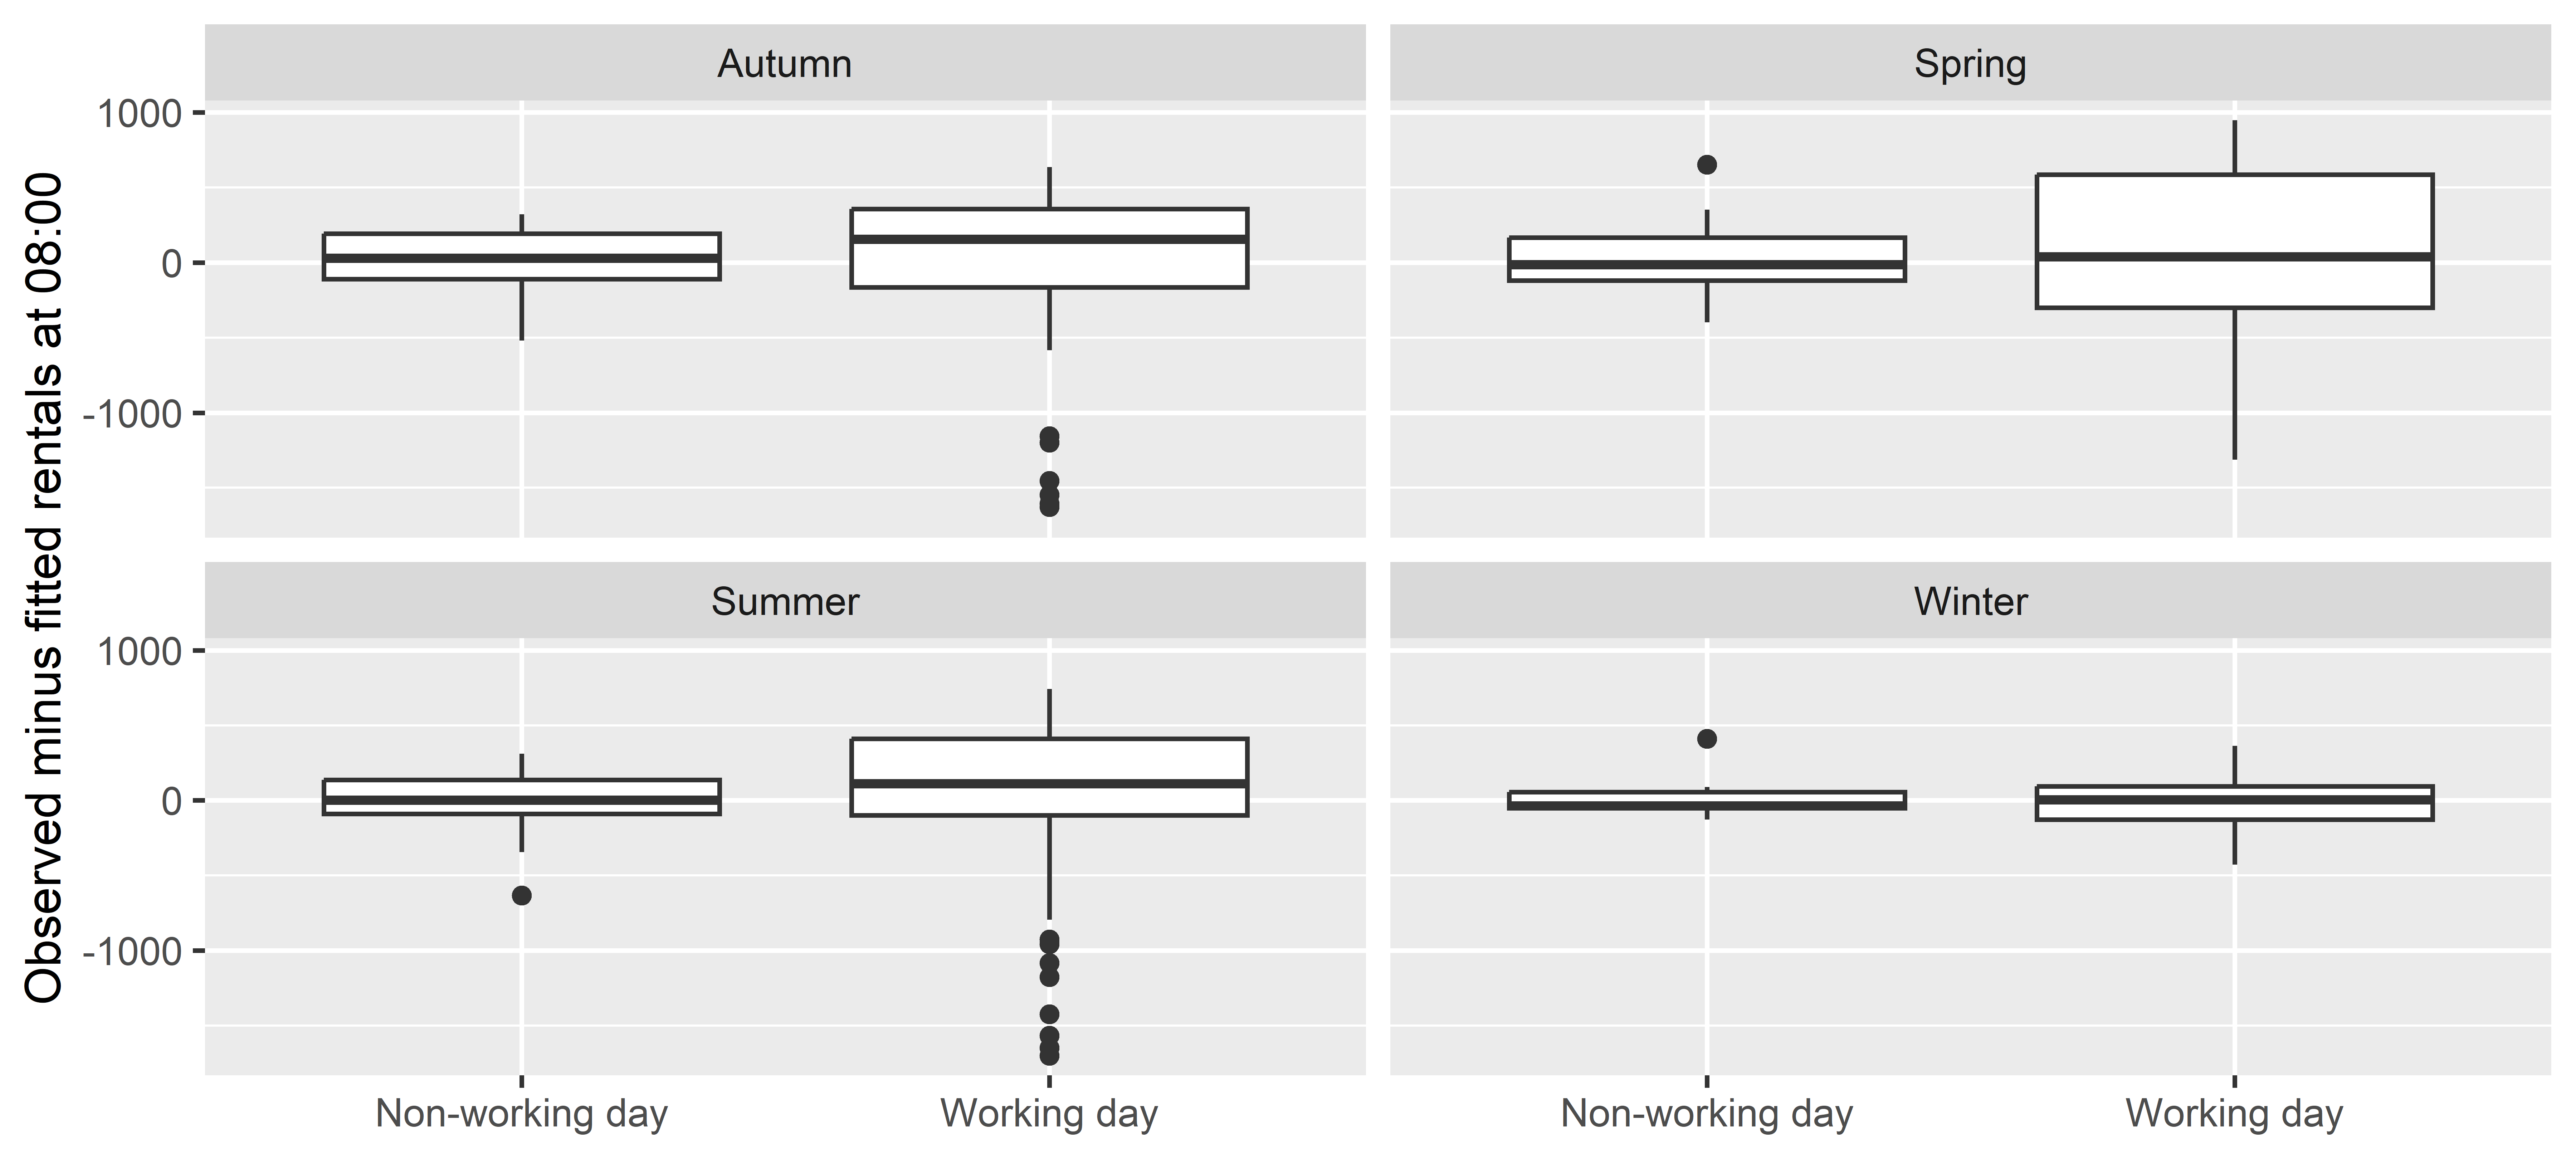 Observed minus fitted rentals at 08:00
Autumn
Spring
1000
0
-1000
Summer
Winter
1000
0
-1000
Non-working day
Working day
Non-working day
Working day